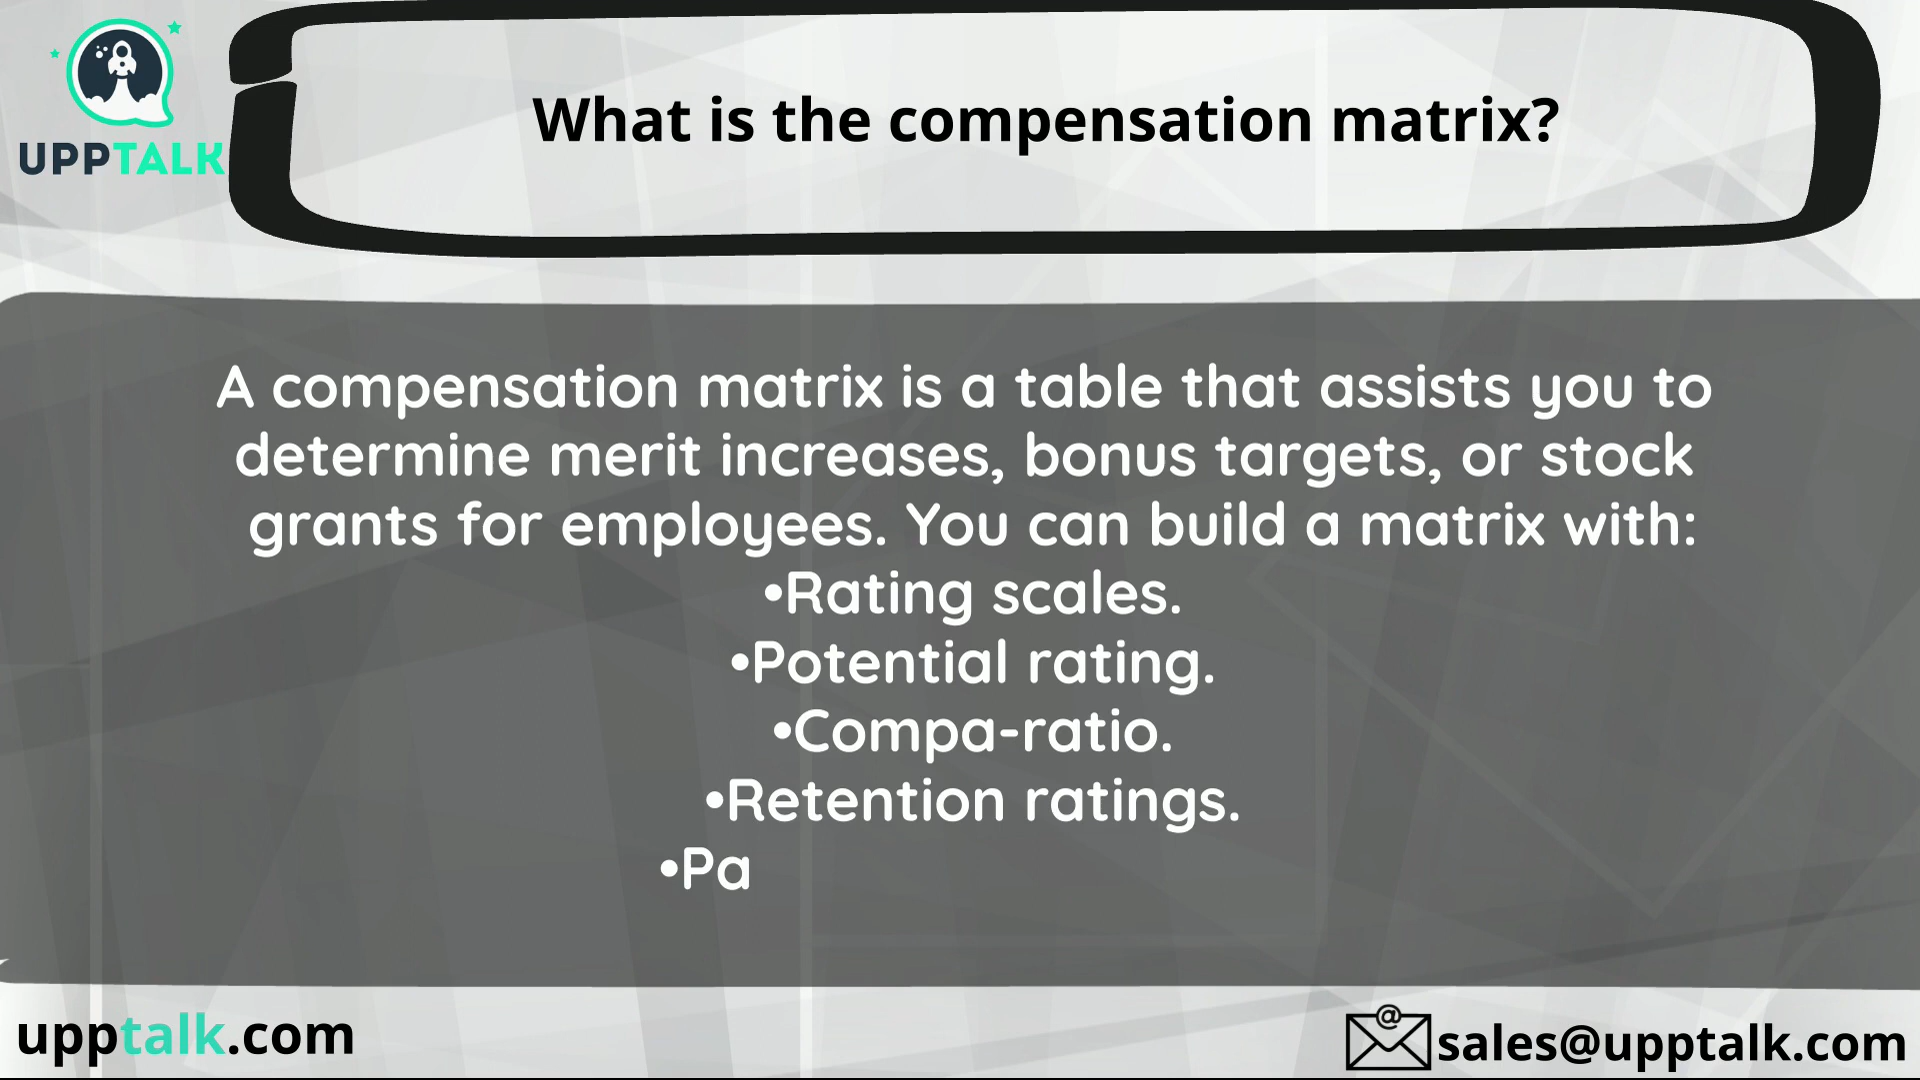 UPPTALK
What is the compensation matrix?
A compensation matrix is a table that assists you to
determine merit increases, bonus targets, or stock
grants for employees. You can build a matrix with:
•Rating scales.
•Potential rating.
•Compa-ratio.
•Retention ratings.
•Pa
upptalk.com
@
sales@upptalk.com